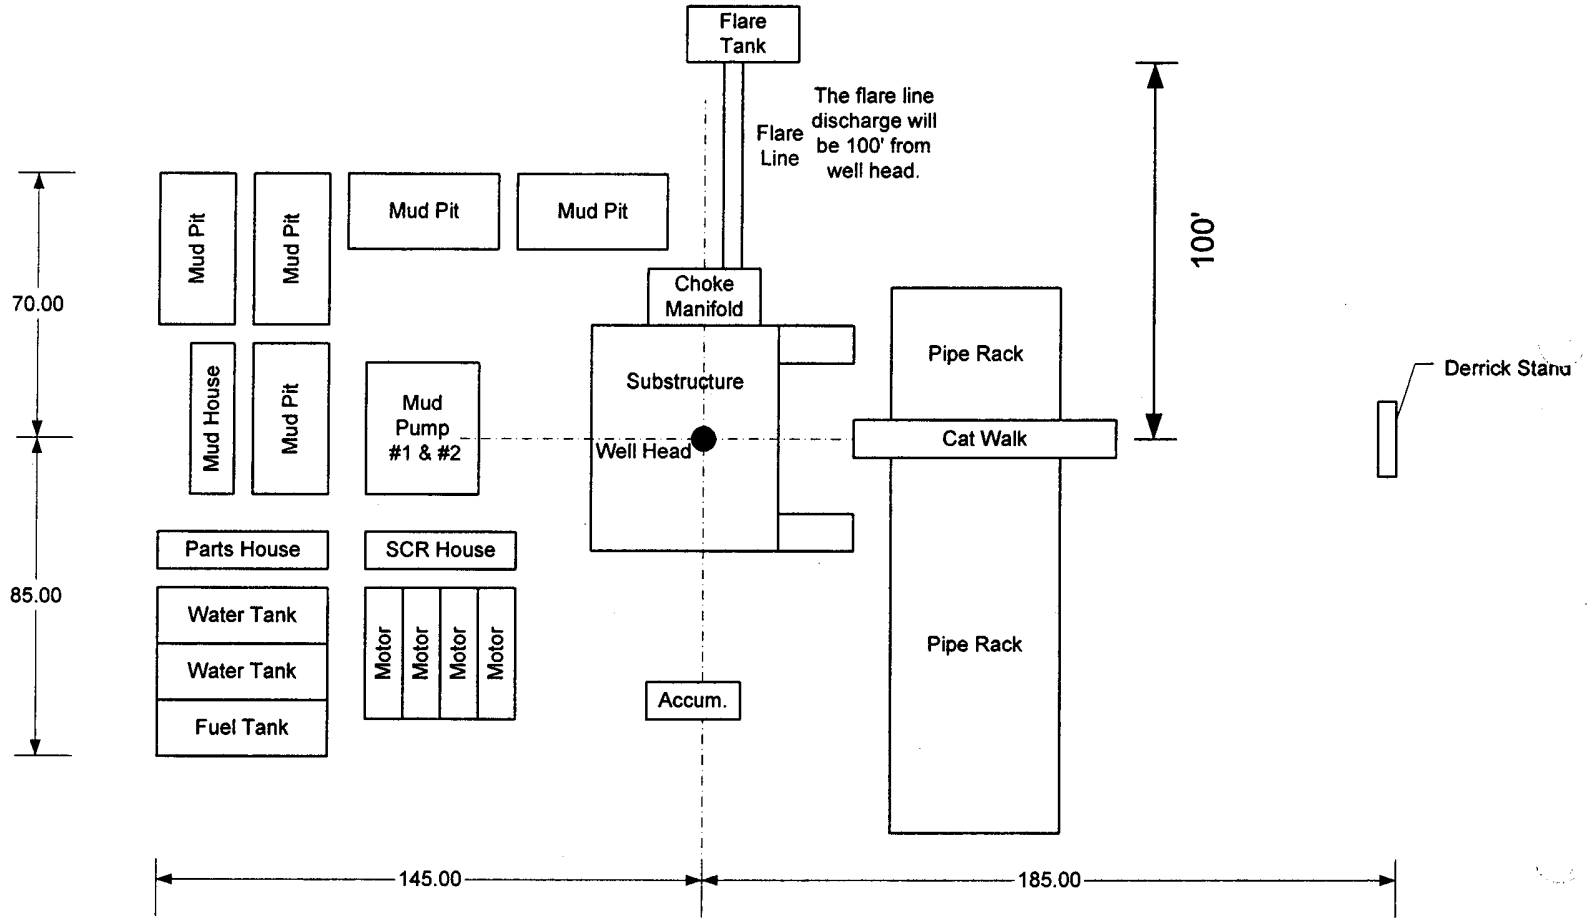 Flare
Tank
The flare line
discharge will
be 100' from
well head.
Flare
Line
100'
Mud Pit
Mud Pit
Mud Pit
Mud Pit
70.00
Choke
Manifold
Mud House
Mud Pit
Mud
Pump
#1 & #2
Substructure
Well Head
Pipe Rack
Cat Walk
Derrick Stand
Parts House
SCR House
85.00
Water Tank
Water Tank
Fuel Tank
Motor
Motor
Motor
Motor
Accum.
Pipe Rack
145.00
185.00